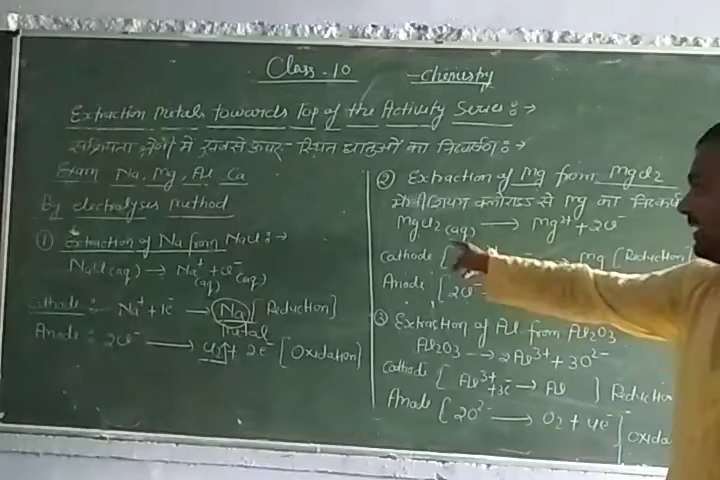 Class-10 -Chemistry
Extraction Metals towards Top of the Activity Series:→
सक्रियता श्रेणी में सबसे ऊपर-स्थित धातुओं का निष्कर्षण:→
Na, Mg, Al, Ca
By electrolyses method
① Extraction of Na from NaCl:→
NaCl(aq) → Na⁺(aq) + Cl⁻(aq)
Cathode:- Na⁺ + 1e⁻ → Na [Reduction]
metal
Anode: 2Cl⁻ → Cl2↑ + 2e⁻ [Oxidation]
② Extraction of Mg from MgCl2
क्लोराइड से Mg का
MgCl2(aq) → Mg²⁺ + 2Cl⁻
Cathode [ → Mg [Reduction]
Anode [2Cl⁻
③ Extraction of Al from Al2O3
Al2O3 → 2Al³⁺ + 3O²⁻
Cathode [Al³⁺ +3e⁻ → Al ] Reduction
Anode [2O²⁻ → O2 + 4e⁻] Oxida